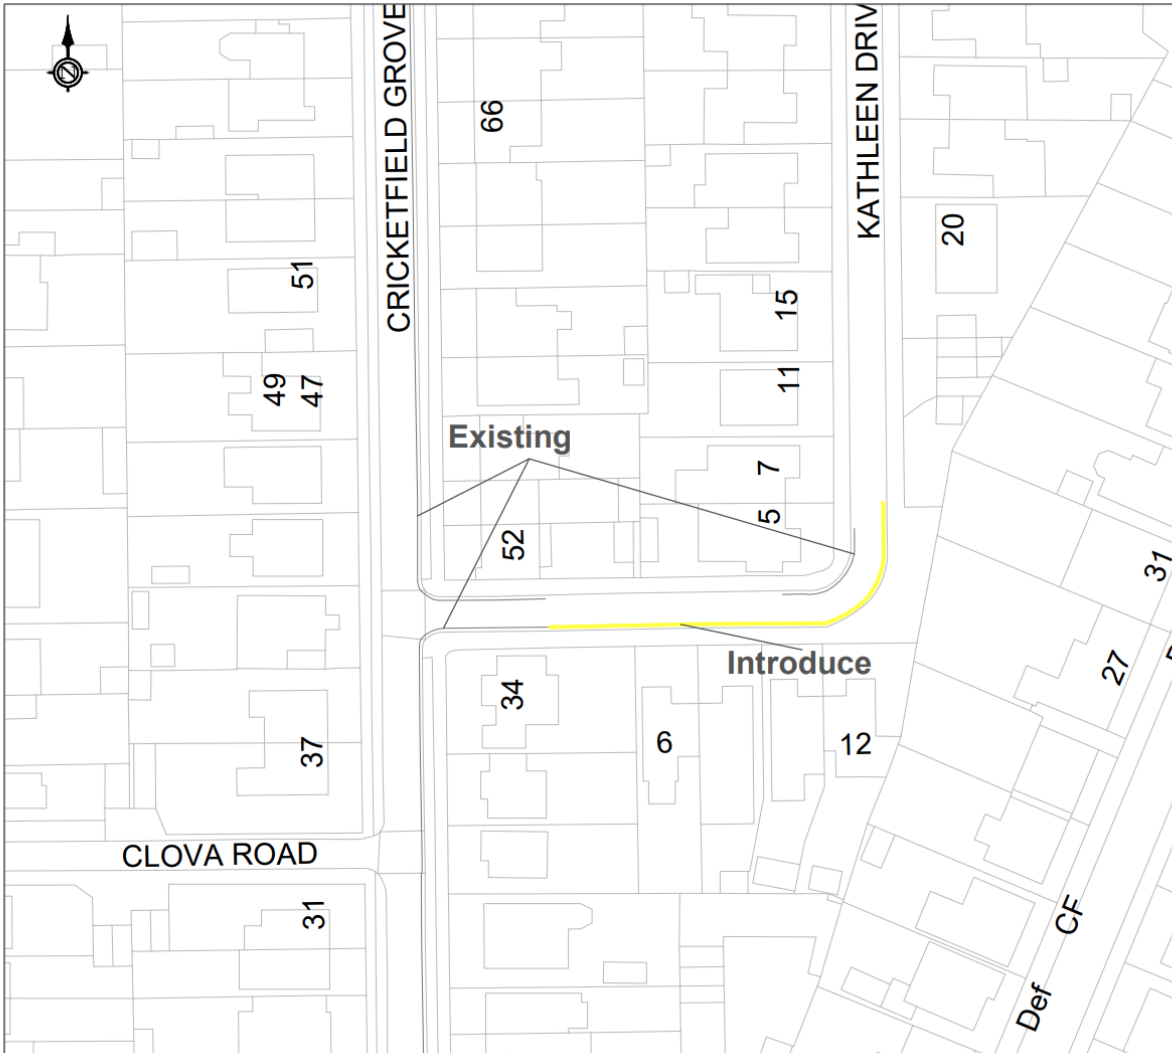 N
CRICKETFIELD GROVE
KATHLEEN DRIV
66
20
51
15
49
47
11
Existing
7
5
52
31
Introduce
34
27
6
12
37
CLOVA ROAD
31
CF
Def